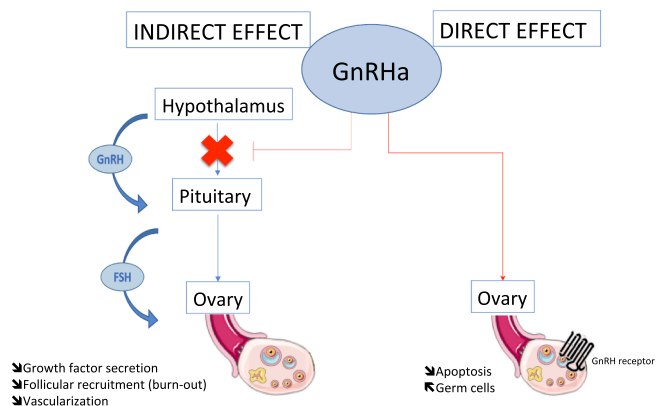 INDIRECT EFFECT
DIRECT EFFECT
GnRHa
Hypothalamus
GnRH
Pituitary
FSH
Ovary
Ovary
GnRH receptor
↘Growth factor secretion
↘Follicular recruitment (burn-out)
↘Vascularization
↘Apoptosis
↖Germ cells